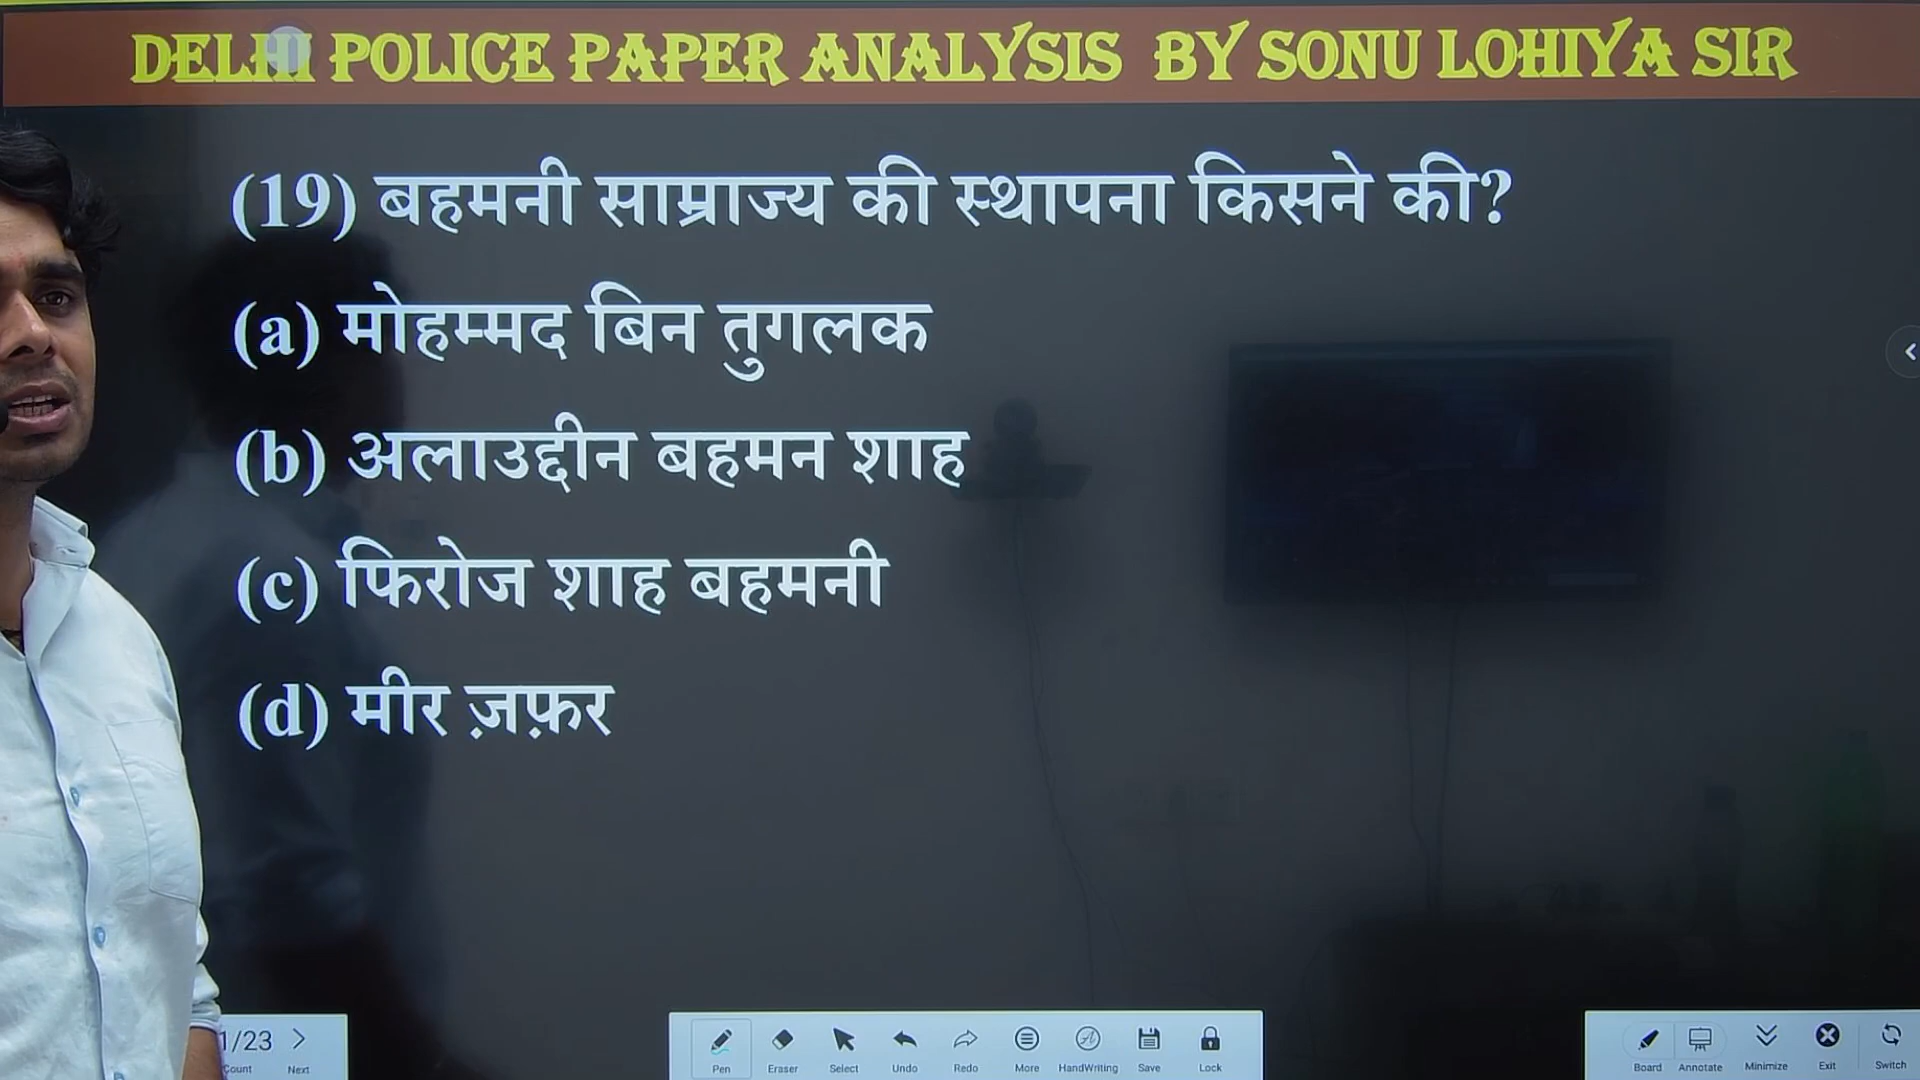 DELHI POLICE PAPER ANALYSIS BY SONU LOHIYA SIR
(19) बहमनी साम्राज्य की स्थापना किसने की?
(a) मोहम्मद बिन तुगलक
(b) अलाउद्दीन बहमन शाह
(c) फिरोज शाह बहमनी
(d) मीर ज़फ़र
1/23
Count Next Pen Eraser Select Undo Redo More HandWriting Save Lock Board Annotate Minimize Exit Switch